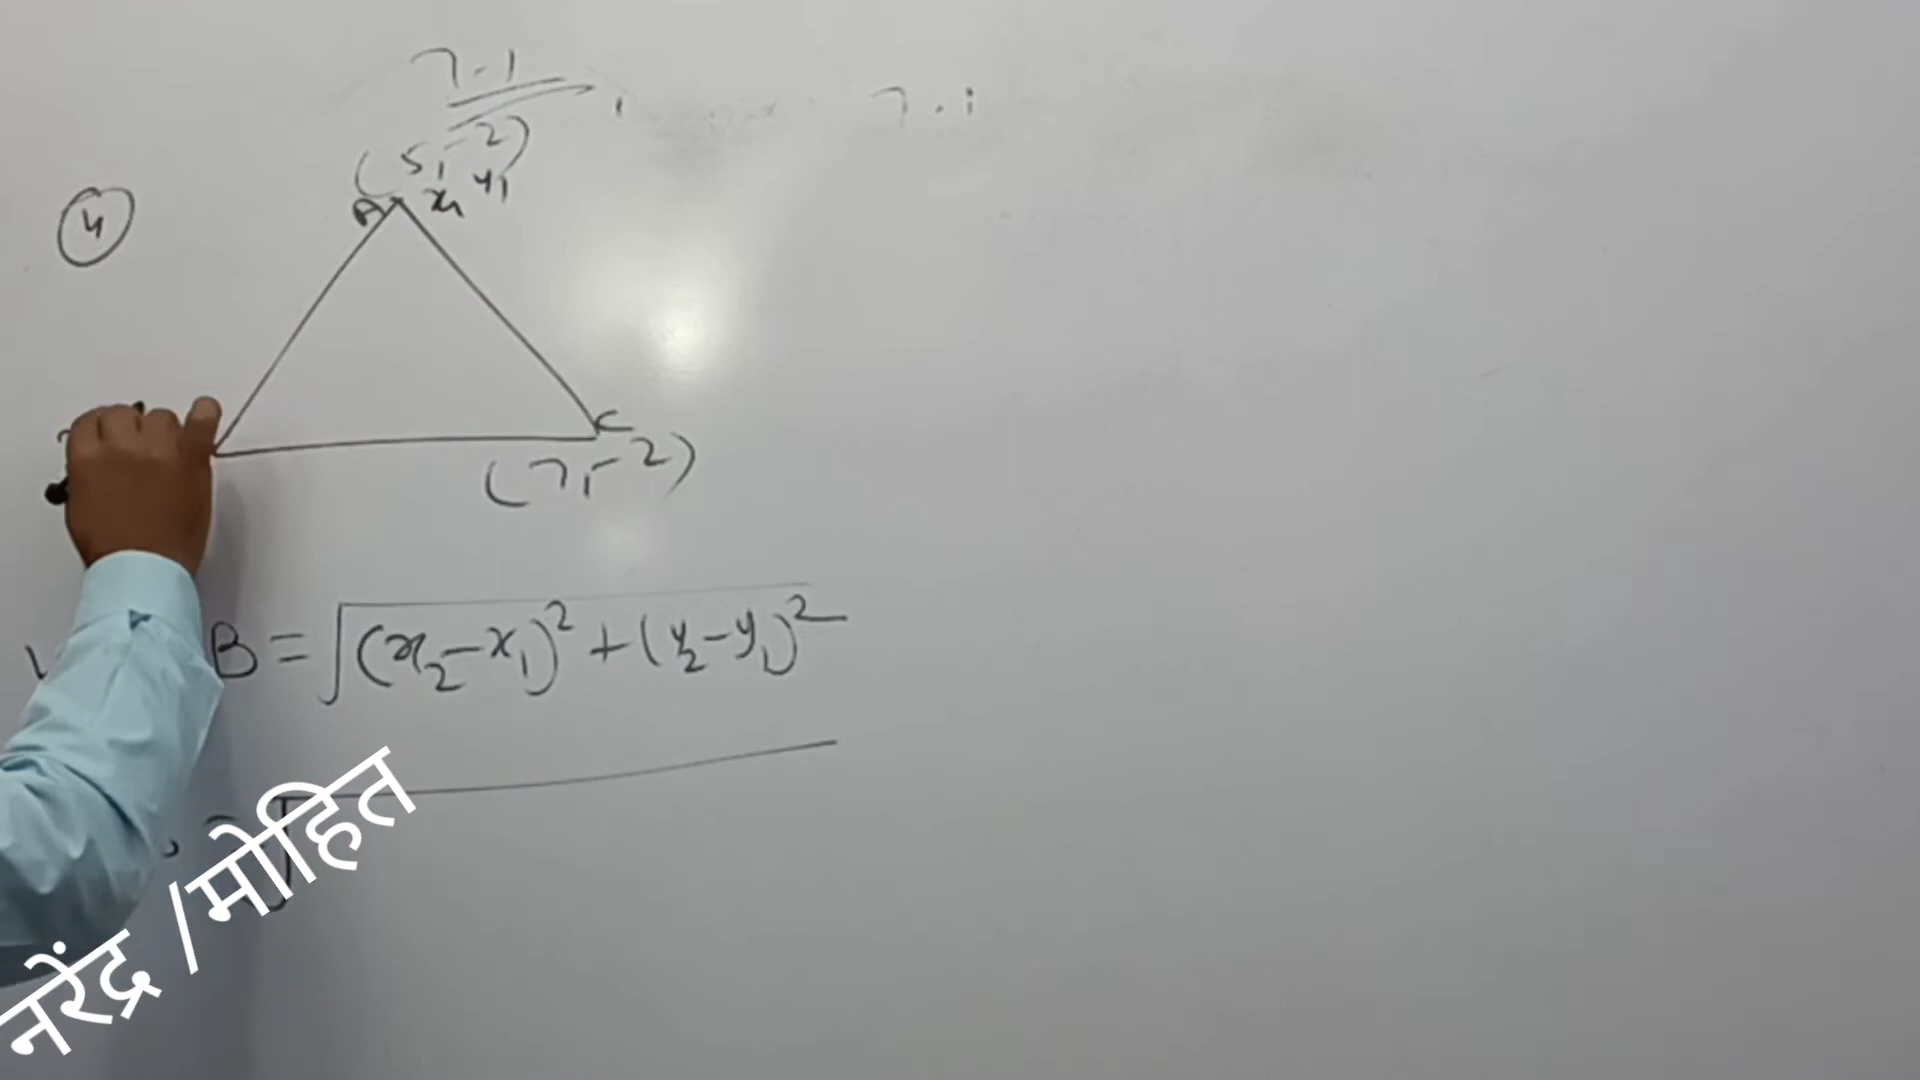 7.1
7.1
(5,-2)
4
A x1 y1
C
(7,-2)
B = √(x2-x1)² + (y2-y1)²
√
नरेंद्र /मोहित